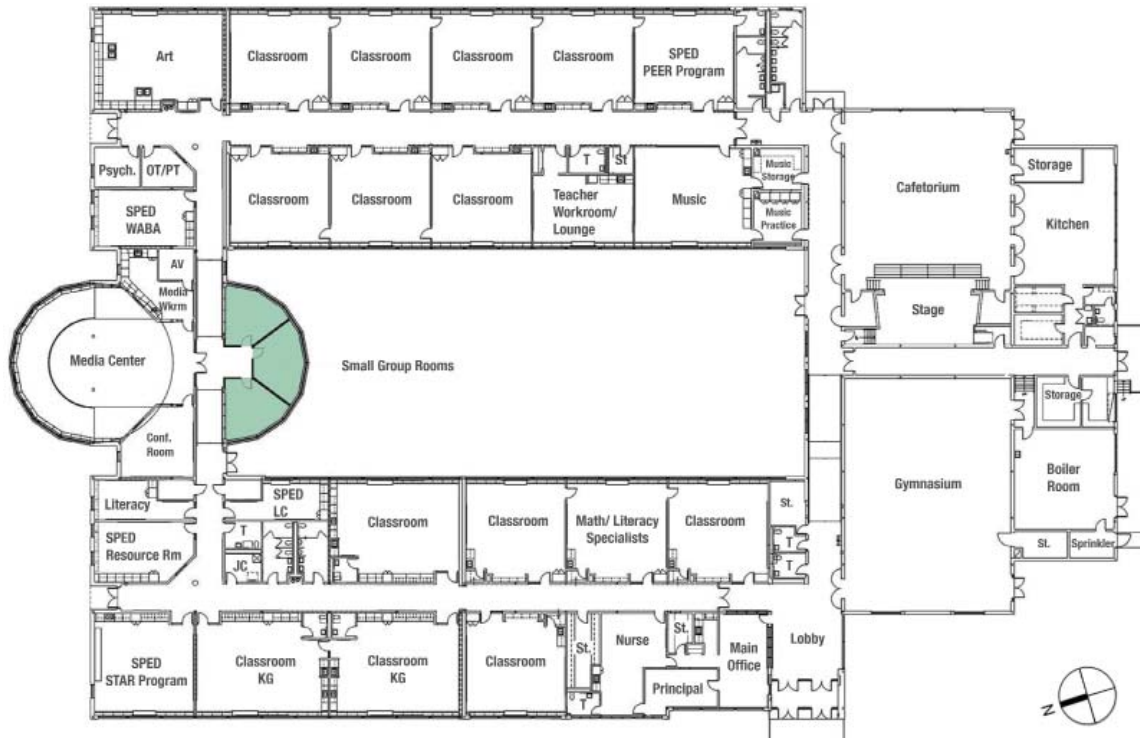 Art
Classroom
Classroom
Classroom
Classroom
SPED
PEER Program
Psych.
OT/PT
SPED
WABA
Classroom
Classroom
Classroom
T
St
Teacher
Workroom/
Lounge
Music
Music
Storage
Music
Practice
Cafetorium
Storage
Kitchen
AV
Media
Wkrm
Stage
Media Center
Small Group Rooms
Conf.
Room
Storage
Gymnasium
Boiler
Room
St.
Sprinkler
Literacy
SPED
LC
SPED
Resource Rm
T
JC
Classroom
Classroom
Math/ Literacy
Specialists
Classroom
St.
T
T
SPED
STAR Program
Classroom
KG
Classroom
KG
Classroom
St.
T
Nurse
St.
Principal
Main
Office
Lobby
N